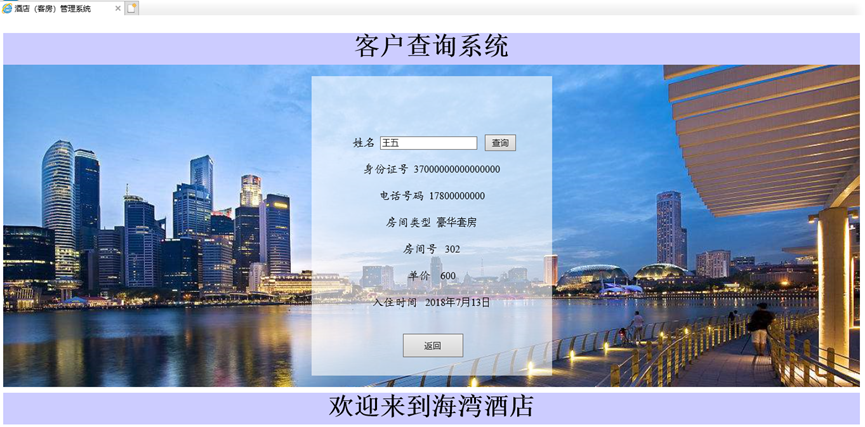 酒店（客房）管理系统
客户查询系统
姓名 王五 查询
身份证号 37000000000000000
电话号码 17800000000
房间类型 豪华套房
房间号 302
单价 600
入住时间 2018年7月13日
返回
欢迎来到海湾酒店